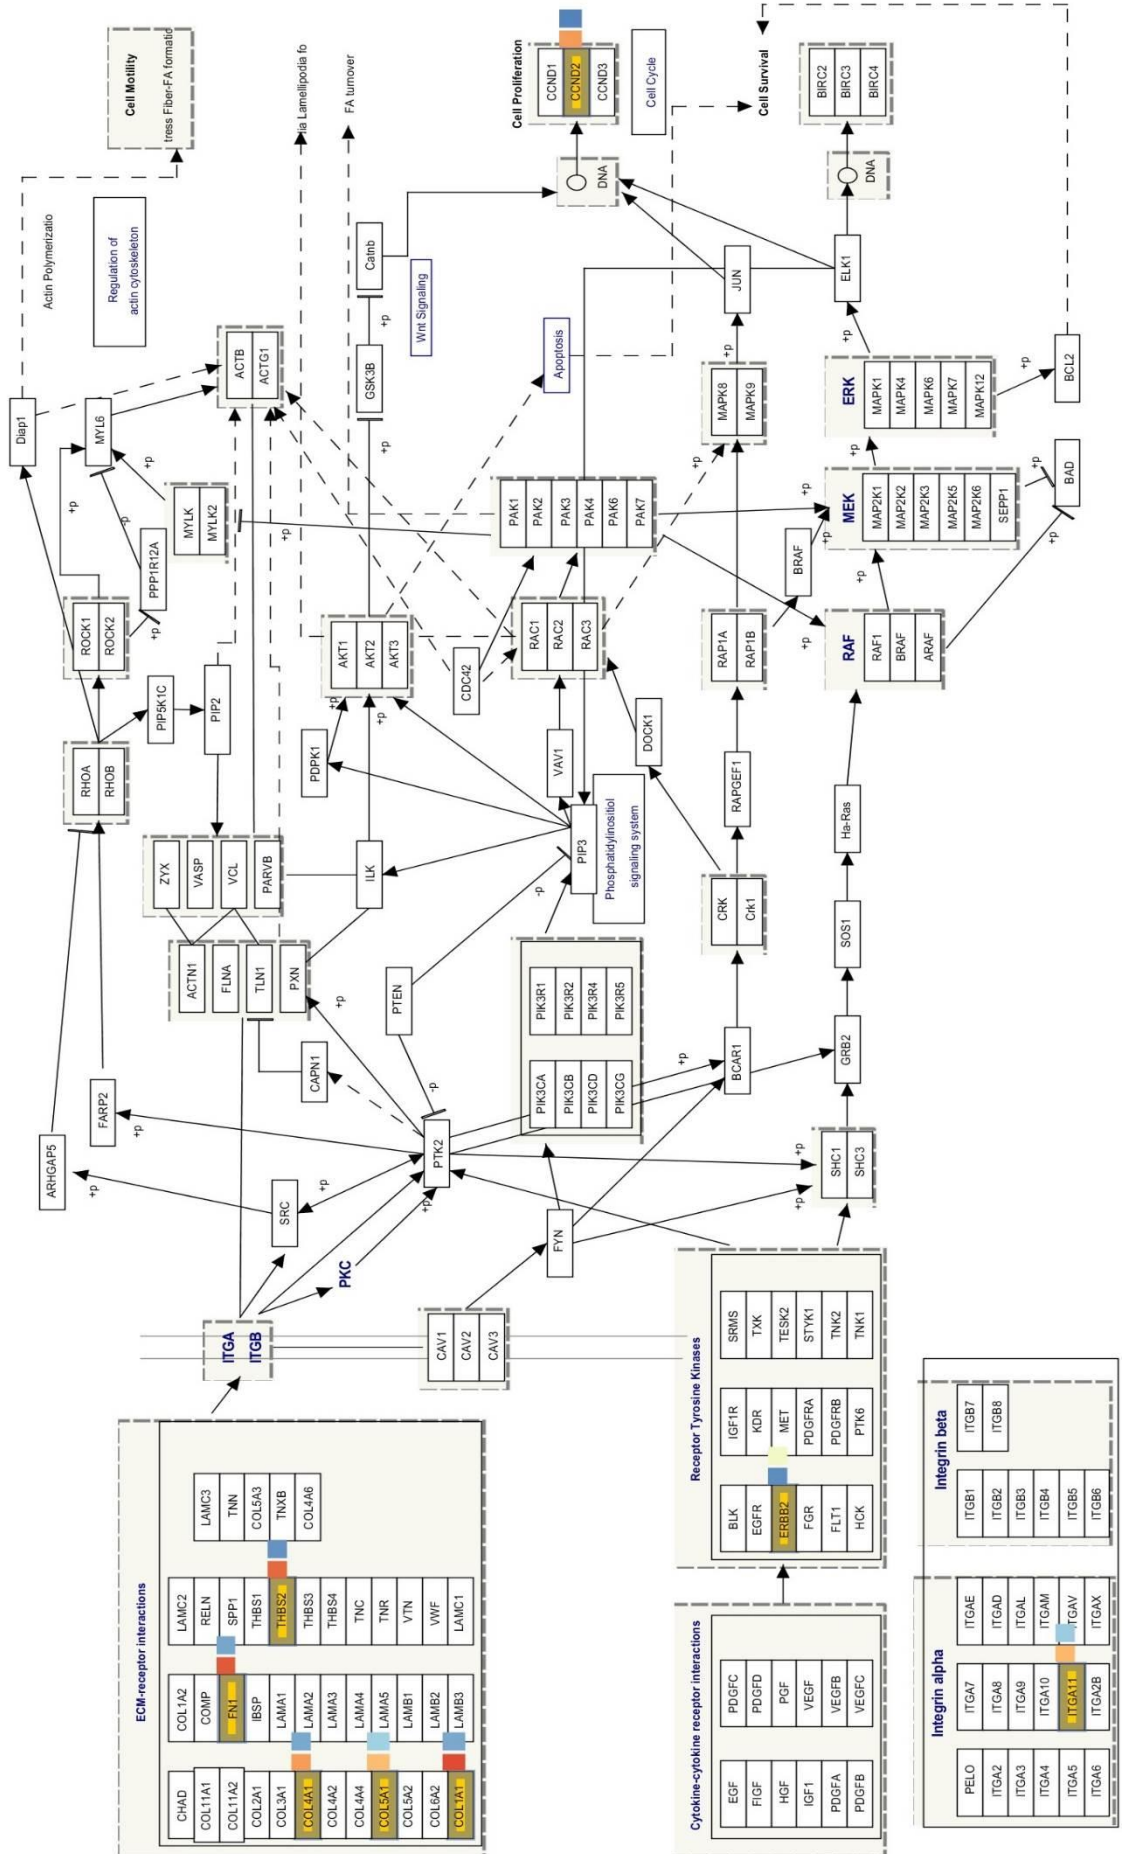 ECM-receptor interactions
CHAD
COL11A1
COL11A2
COL2A1
COL3A1
COL4A1
COL4A2
COL4A4
COL5A1
COL5A2
COL6A2
COL1A1
COL1A2
COMP
FN1
IBSP
LAMA1
LAMA2
LAMA3
LAMA4
LAMA5
LAMB1
LAMB2
LAMB3
LAMC2
RELN
SPP1
THBS1
THBS2
THBS3
THBS4
TNC
TNR
VTN
VWF
LAMC1
LAMC3
TNN
COL5A3
TNXB
COL4A6
ITGA
ITGB
PKC
CAV1
CAV2
CAV3
ARHGAP5
+p
SRC
+p
FARP2
+p
CAPN1
PTK2
+p
-p
PTEN
-p
FYN
ACTN1
FLNA
TLN1
PXN
+p
ZYX
VASP
VCL
PARVB
ILK
RHOA
RHOB
ROCK1
ROCK2
+p
PIP5K1C
PIP2
PPP1R12A
-p
+p
MYLK
MYLK2
+p
+p
MYL6
Diap1
ACTB
ACTG1
Actin Polymerizatio
Regulation of
actin cytoskeleton
Cell Motility
tress Fiber-FA formatic
lia Lamellipodia fo
FA turnover
PDPK1
+p
AKT1
AKT2
AKT3
+p
GSK3B
+p
+p
Catnb
Wnt Signaling
CDC42
PIK3CA
PIK3CB
PIK3CD
PIK3CG
PIK3R1
PIK3R2
PIK3R4
PIK3R5
PIP3
Phosphatidylinositiol
signaling system
VAV1
RAC1
RAC2
RAC3
PAK1
PAK2
PAK3
PAK4
PAK6
PAK7
Apoptosis
DNA
Cell Proliferation
CCND1
CCND2
CCND3
Cell Cycle
DOCK1
+p
BCAR1
CRK
Crk1
RAPGEF1
RAP1A
RAP1B
BRAF
+p
+p
+p
MAPK8
MAPK9
+p
JUN
Cell Survival
SHC1
SHC3
+p
+p
GRB2
SOS1
Ha-Ras
RAF
RAF1
BRAF
ARAF
+p
MEK
MAP2K1
MAP2K2
MAP2K3
MAP2K5
MAP2K6
SEPP1
+p
ERK
MAPK1
MAPK4
MAPK6
MAPK7
MAPK12
+p
ELK1
DNA
BIRC2
BIRC3
BIRC4
+p
+p
BAD
+p
BCL2
Cytokine-cytokine receptor interactions
EGF
FIGF
HGF
IGF1
PDGFA
PDGFB
PDGFC
PDGFD
PGF
VEGF
VEGFB
VEGFC
Receptor Tyrosine Kinases
BLK
EGFR
ERBB2
FGR
FLT1
HCK
IGF1R
KDR
MET
PDGFRA
PDGFRB
PTK6
SRMS
TXK
TESK2
STYK1
TNK2
TNK1
Integrin alpha
PELO
ITGA2
ITGA3
ITGA4
ITGA5
ITGA6
ITGA7
ITGA8
ITGA9
ITGA10
ITGA11
ITGA2B
ITGAE
ITGAD
ITGAL
ITGAM
ITGAV
ITGAX
Integrin beta
ITGB1
ITGB2
ITGB3
ITGB4
ITGB5
ITGB6
ITGB7
ITGB8